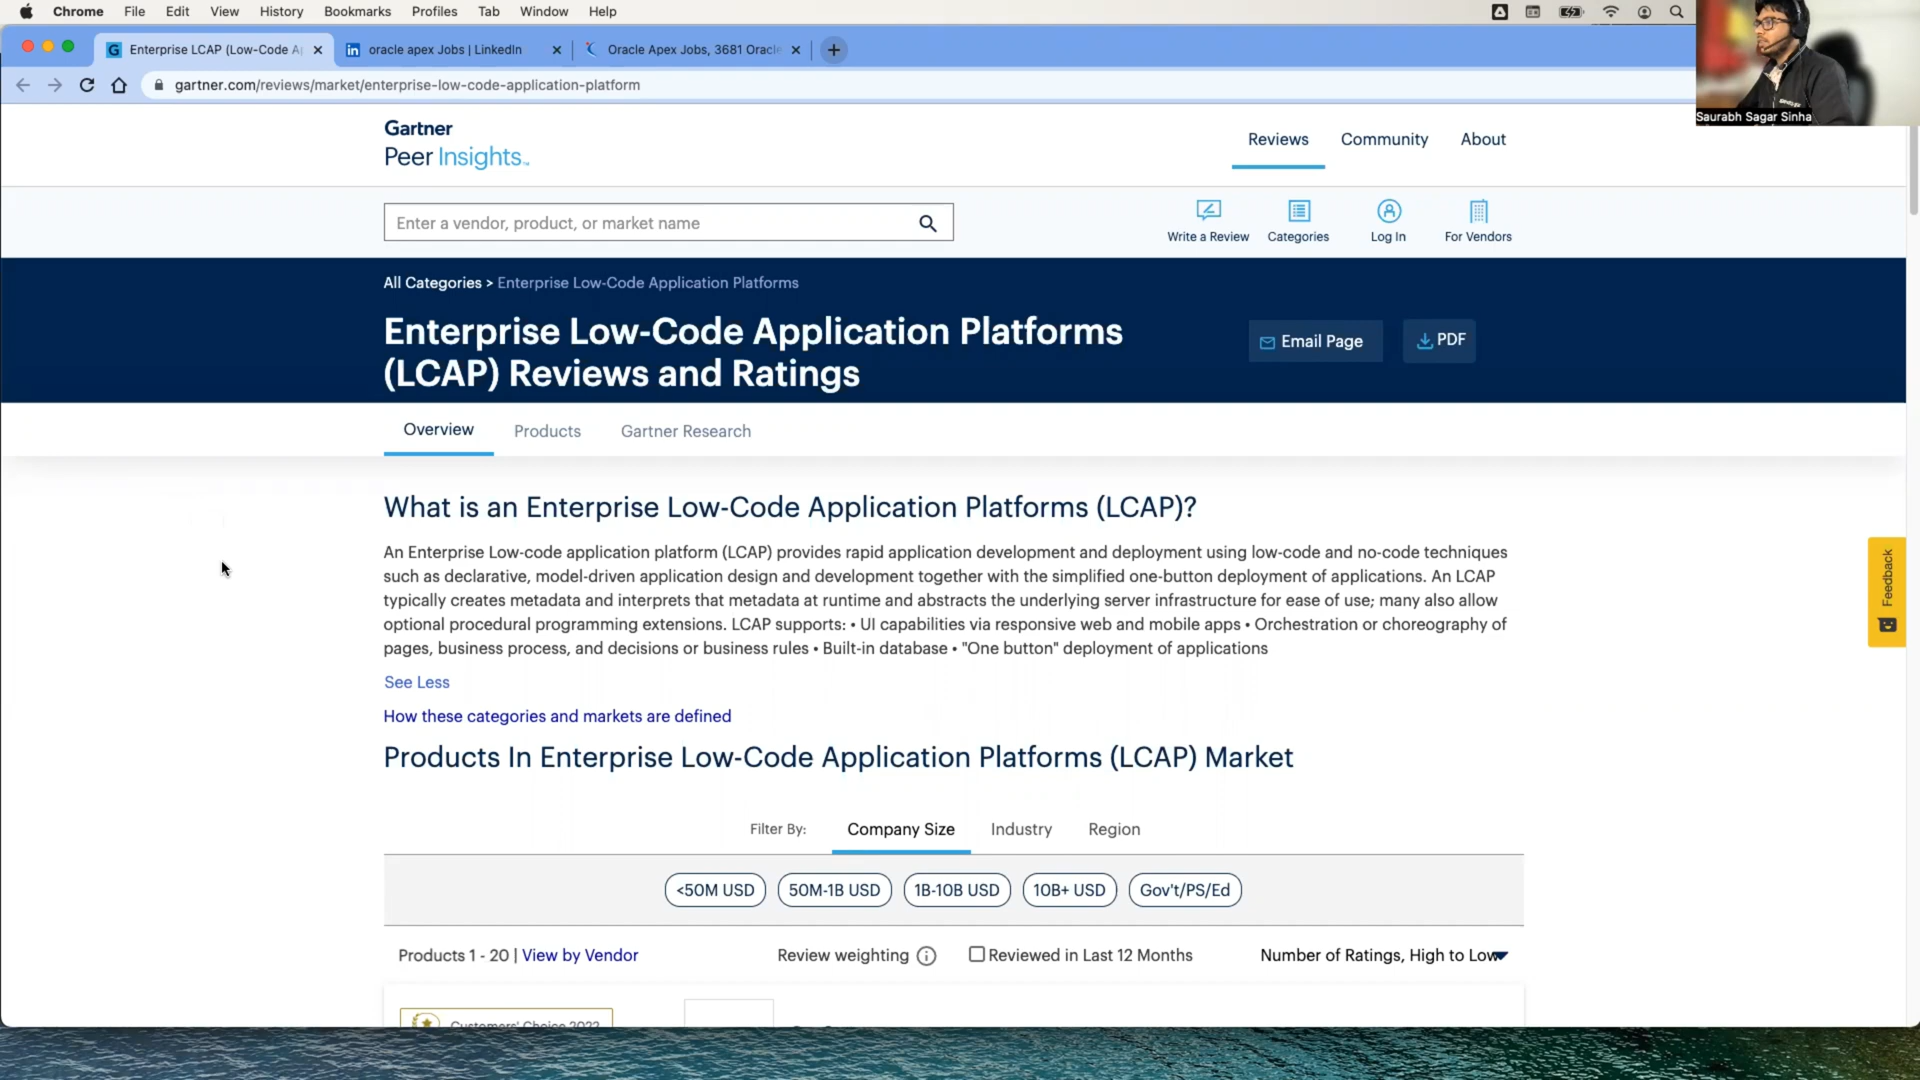 Chrome File Edit View History Bookmarks Profiles Tab Window Help
Enterprise LCAP (Low-Code A
oracle apex Jobs | LinkedIn
Oracle Apex Jobs, 3681 Oracle
gartner.com/reviews/market/enterprise-low-code-application-platform
Saurabh Sagar Sinha
Gartner
Peer Insights
Reviews Community About
Enter a vendor, product, or market name
Write a Review Categories Log In For Vendors
All Categories > Enterprise Low-Code Application Platforms
Enterprise Low-Code Application Platforms
(LCAP) Reviews and Ratings
Email Page PDF
Overview Products Gartner Research
What is an Enterprise Low-Code Application Platforms (LCAP)?
An Enterprise Low-code application platform (LCAP) provides rapid application development and deployment using low-code and no-code techniques
such as declarative, model-driven application design and development together with the simplified one-button deployment of applications. An LCAP
typically creates metadata and interprets that metadata at runtime and abstracts the underlying server infrastructure for ease of use; many also allow
optional procedural programming extensions. LCAP supports: • UI capabilities via responsive web and mobile apps • Orchestration or choreography of
pages, business process, and decisions or business rules • Built-in database • "One button" deployment of applications
See Less
How these categories and markets are defined
Products In Enterprise Low-Code Application Platforms (LCAP) Market
Filter By: Company Size Industry Region
<50M USD 50M-1B USD 1B-10B USD 10B+ USD Gov't/PS/Ed
Products 1 - 20 | View by Vendor Review weighting Reviewed in Last 12 Months Number of Ratings, High to Low
Customers' Choice 2022
Feedback